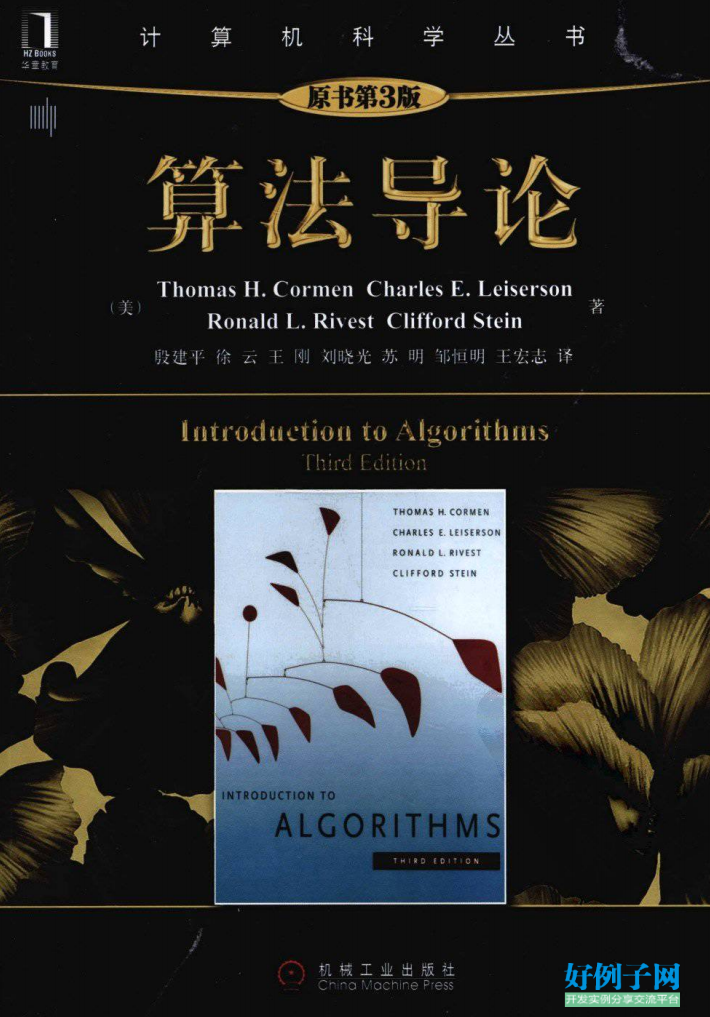 HZ BOOKS
华章教育
计算机科学丛书
原书第3版
算法导论
(美)
Thomas H. Cormen Charles E. Leiserson
Ronald L. Rivest Clifford Stein
著
殷建平 徐云 王刚 刘晓光 苏明 邹恒明 王宏志 译
Introduction to Algorithms
Third Edition
THOMAS H. CORMEN
CHARLES E. LEISERSON
RONALD L. RIVEST
CLIFFORD STEIN
INTRODUCTION TO
ALGORITHMS
THIRD EDITION
机械工业出版社
China Machine Press
好例子网
开发实例分享交流平台